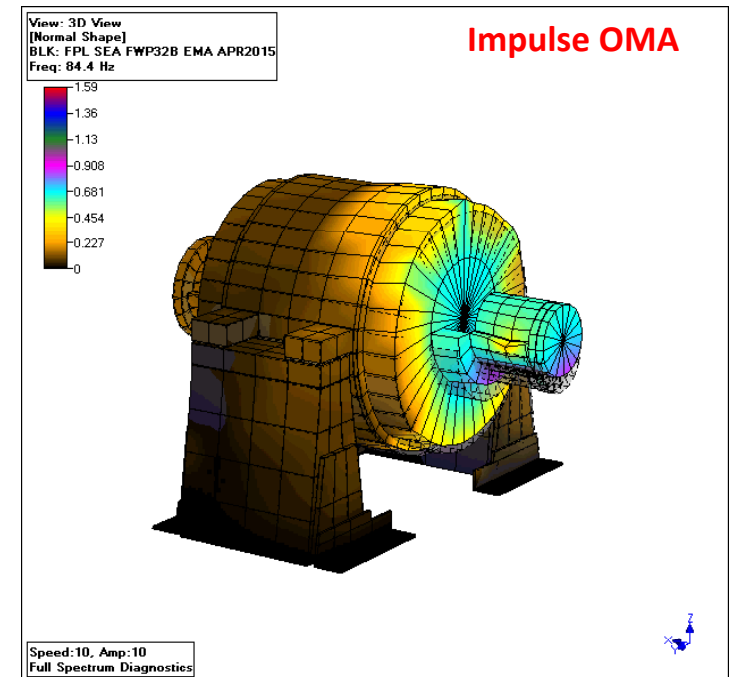 View: 3D View
[Normal Shape]
BLK: FPL SEA FWP32B EMA APR2015
Freq: 84.4 Hz
Impulse OMA
1.59
1.36
1.13
0.908
0.681
0.454
0.227
0
Z
X
Y
Speed:10, Amp:10
Full Spectrum Diagnostics